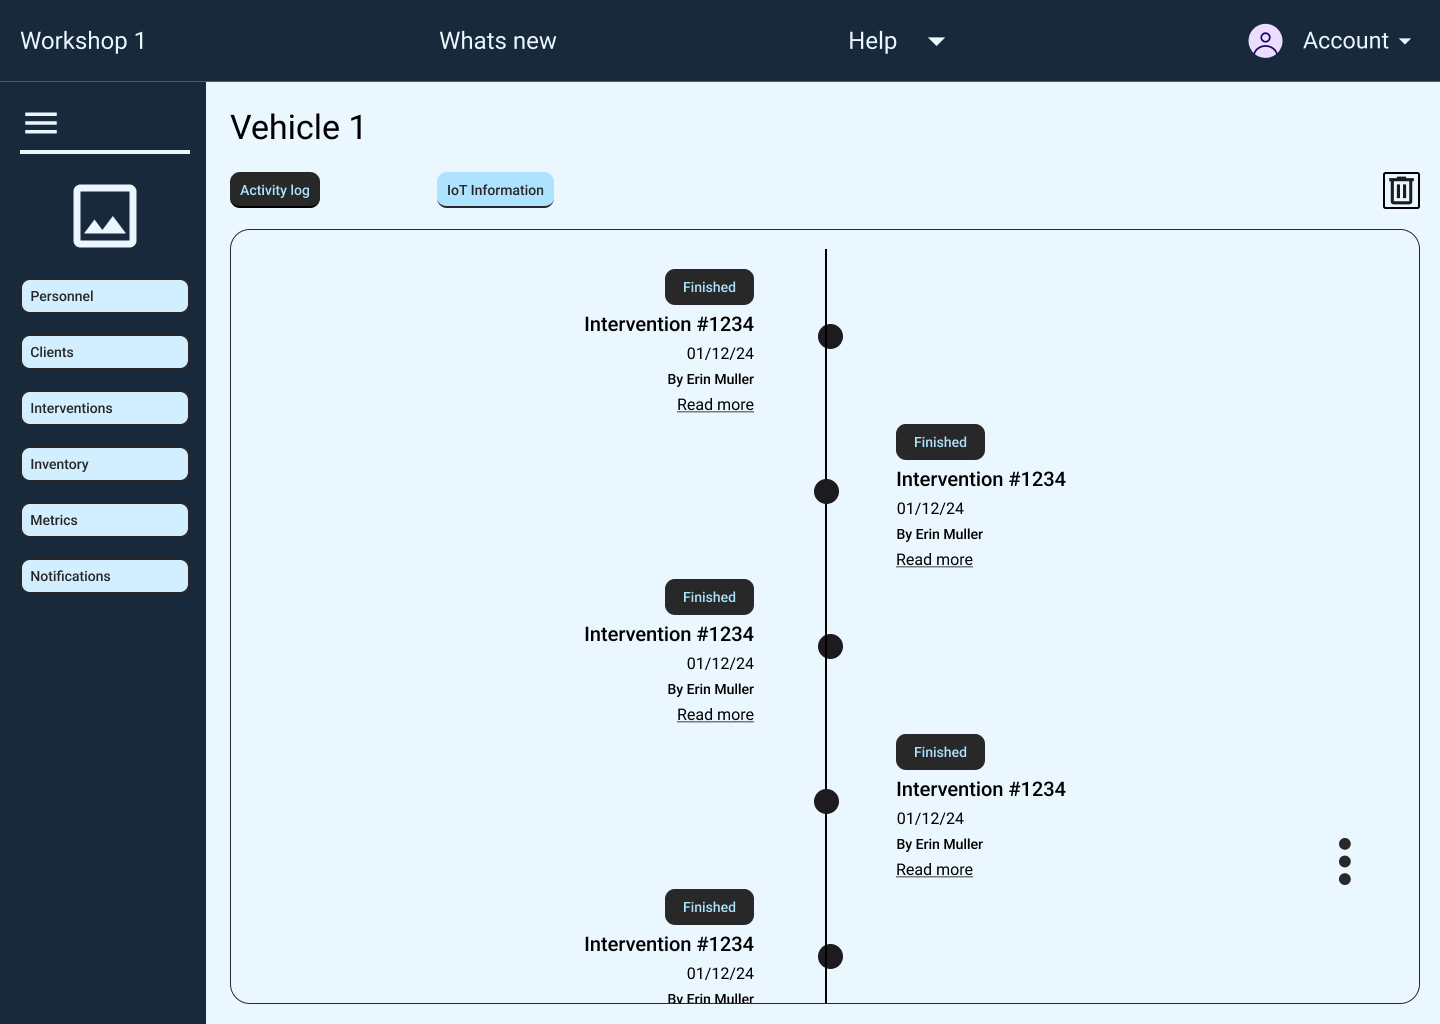 Workshop 1
Whats new
Help
Account
Vehicle 1
Activity log
IoT Information
Personnel
Clients
Interventions
Inventory
Metrics
Notifications
Finished
Intervention #1234
01/12/24
By Erin Muller
Read more
Finished
Intervention #1234
01/12/24
By Erin Muller
Read more
Finished
Intervention #1234
01/12/24
By Erin Muller
Read more
Finished
Intervention #1234
01/12/24
By Erin Muller
Read more
Finished
Intervention #1234
01/12/24
By Erin Muller